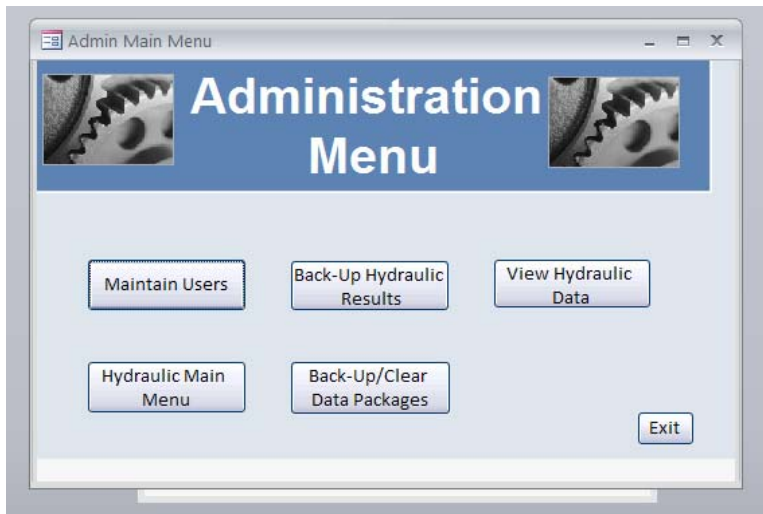 Admin Main Menu
Administration
Menu
Maintain Users
Back-Up Hydraulic
Results
View Hydraulic
Data
Hydraulic Main
Menu
Back-Up/Clear
Data Packages
Exit